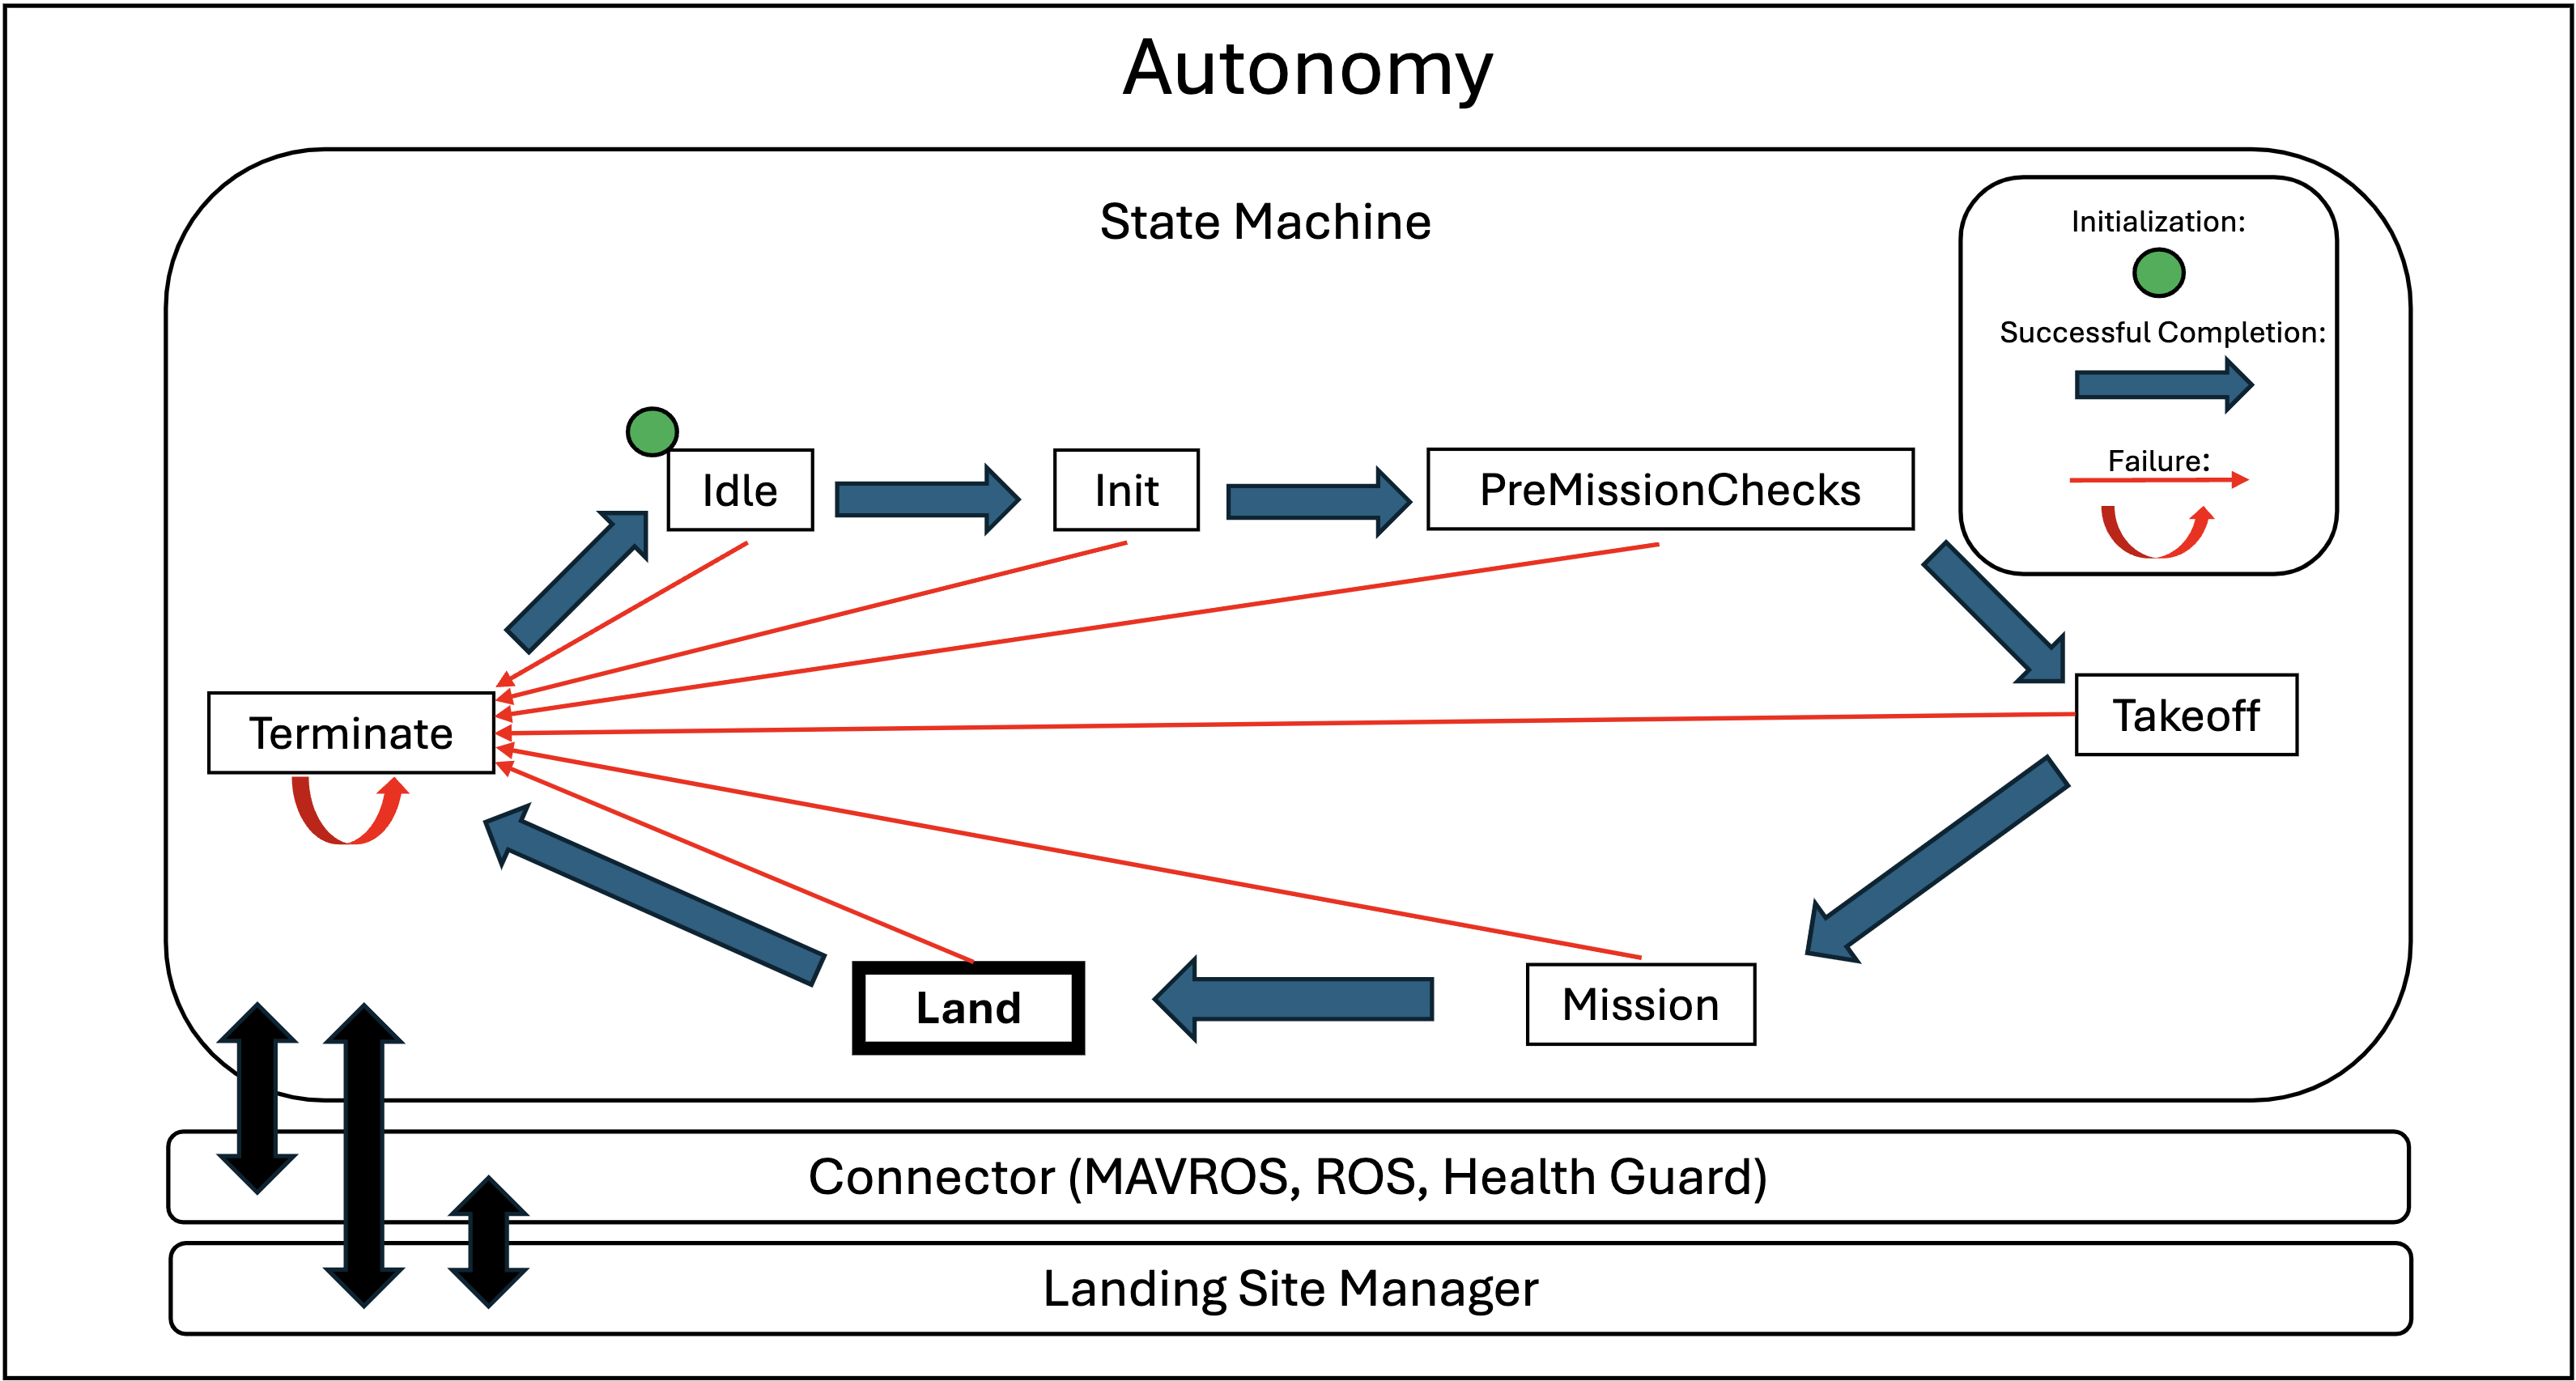 Autonomy
State Machine
Initialization:
Successful Completion:
Failure:
Idle
Init
PreMissionChecks
Terminate
Takeoff
Land
Mission
Connector (MAVROS, ROS, Health Guard)
Landing Site Manager